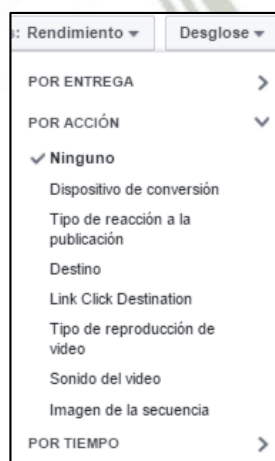 s: Rendimiento
Desglose
POR ENTREGA
POR ACCIÓN
Ninguno
Dispositivo de conversión
Tipo de reacción a la
publicación
Destino
Link Click Destination
Tipo de reproducción de
video
Sonido del video
Imagen de la secuencia
POR TIEMPO